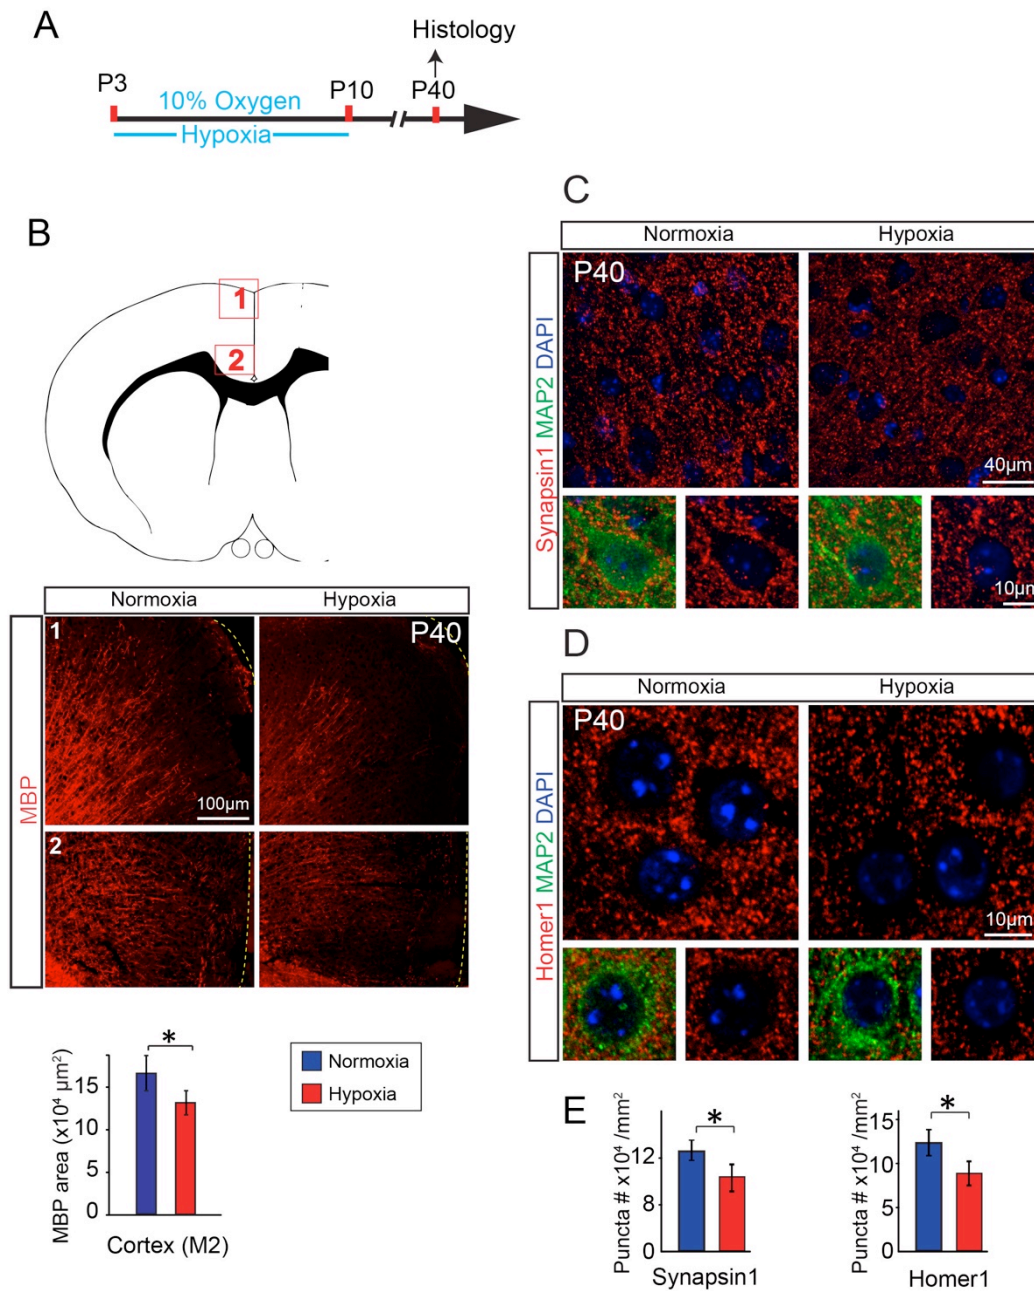 A
Histology
P3
10% Oxygen
P10
P40
Hypoxia
B
1
2
Normoxia
Hypoxia
MBP
1
P40
100µm
2
MBP area (x10⁴ µm²)
15
10
5
0
*
Cortex (M2)
Normoxia
Hypoxia
C
Normoxia
Hypoxia
Synapsin1 MAP2 DAPI
P40
40µm
10µm
D
Normoxia
Hypoxia
Homer1 MAP2 DAPI
P40
10µm
E
Puncta # x10⁴ /mm²
12
8
0
*
Synapsin1
Puncta # x10⁴ /mm²
15
10
5
0
*
Homer1